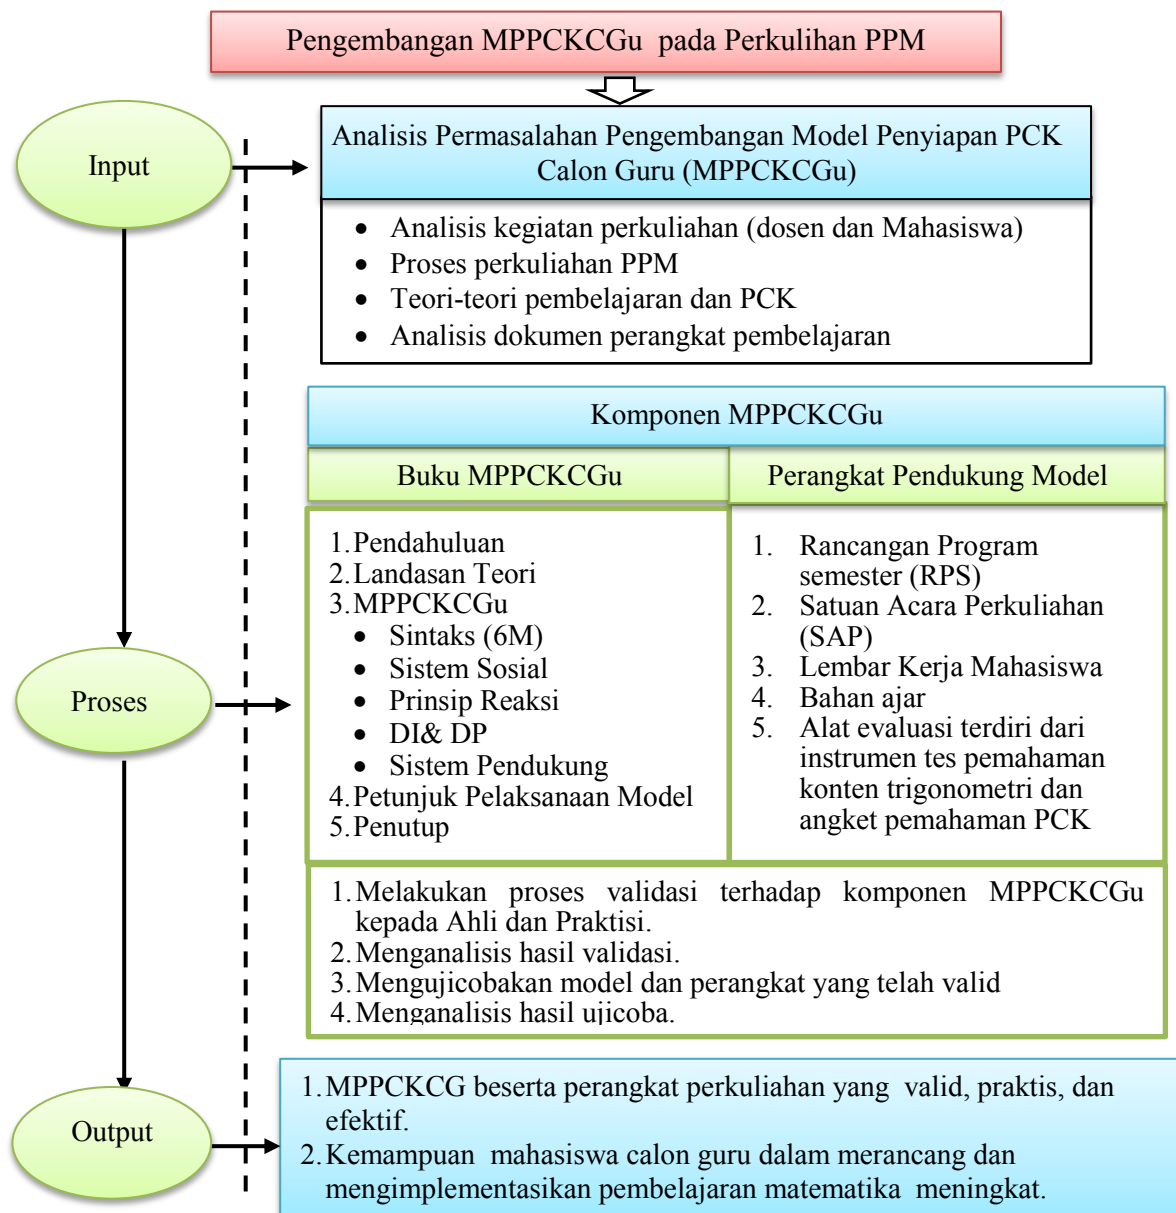 Pengembangan MPPCKCGu pada Perkulihan PPM
Input
Analisis Permasalahan Pengembangan Model Penyiapan PCK
Calon Guru (MPPCKCGu)
• Analisis kegiatan perkuliahan (dosen dan Mahasiswa)
• Proses perkuliahan PPM
• Teori-teori pembelajaran dan PCK
• Analisis dokumen perangkat pembelajaran
Proses
Komponen MPPCKCGu
Buku MPPCKCGu
1.Pendahuluan
2.Landasan Teori
3.MPPCKCGu
• Sintaks (6M)
• Sistem Sosial
• Prinsip Reaksi
• DI& DP
• Sistem Pendukung
4.Petunjuk Pelaksanaan Model
5.Penutup
Perangkat Pendukung Model
1. Rancangan Program
semester (RPS)
2. Satuan Acara Perkuliahan
(SAP)
3. Lembar Kerja Mahasiswa
4. Bahan ajar
5. Alat evaluasi terdiri dari
instrumen tes pemahaman
konten trigonometri dan
angket pemahaman PCK
1.Melakukan proses validasi terhadap komponen MPPCKCGu
kepada Ahli dan Praktisi.
2.Menganalisis hasil validasi.
3.Mengujicobakan model dan perangkat yang telah valid
4.Menganalisis hasil ujicoba.
Output
1.MPPCKCG beserta perangkat perkuliahan yang valid, praktis, dan
efektif.
2.Kemampuan mahasiswa calon guru dalam merancang dan
mengimplementasikan pembelajaran matematika meningkat.